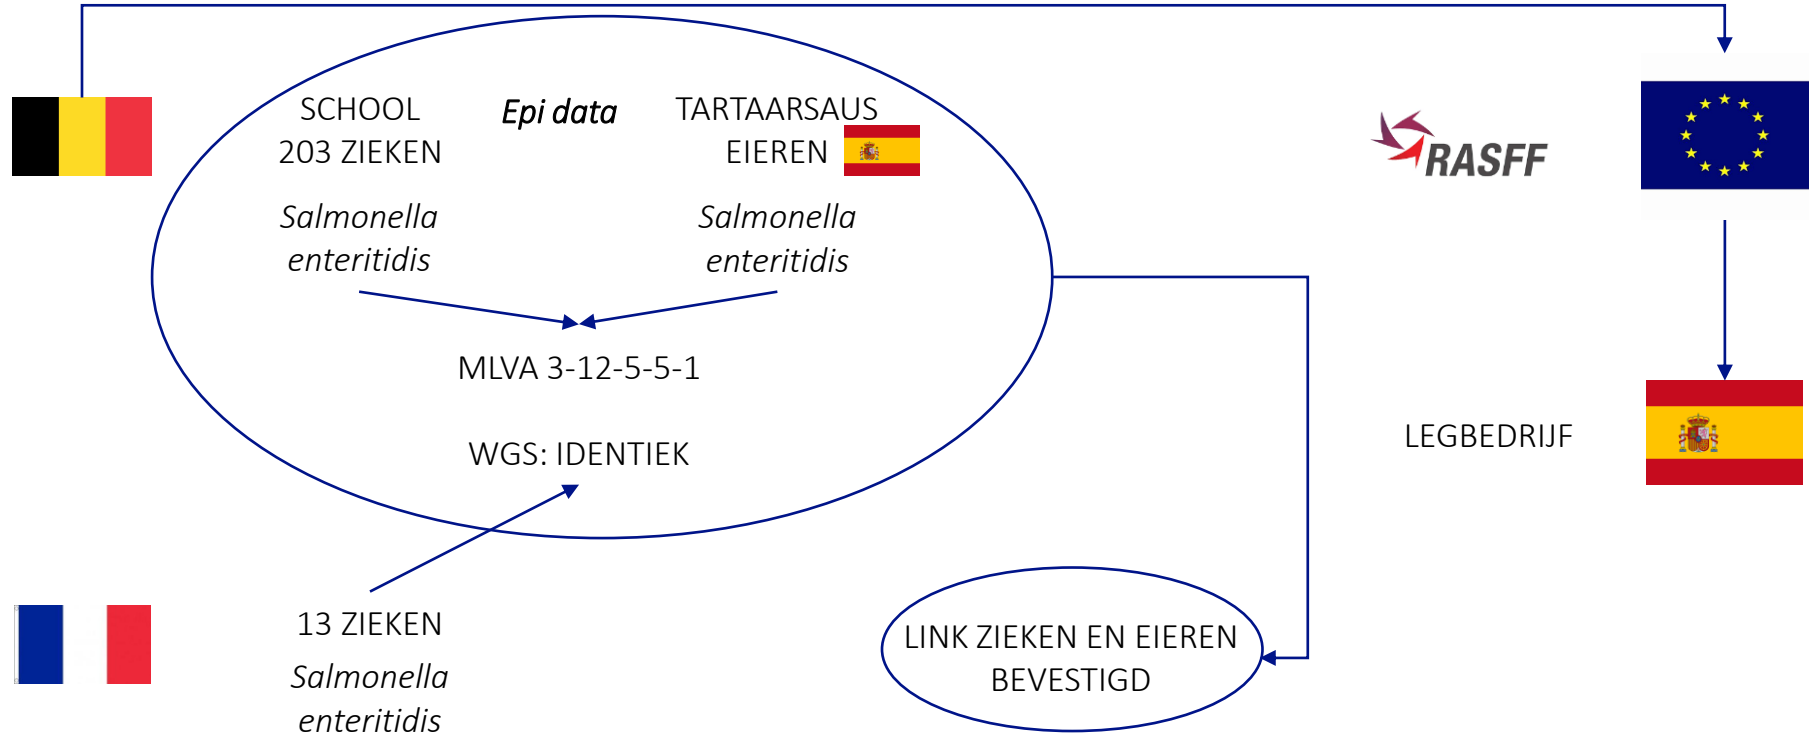 SCHOOL
203 ZIEKEN
Epi data
TARTAARSAUS
EIEREN
Salmonella
enteritidis
Salmonella
enteritidis
MLVA 3-12-5-5-1
WGS: IDENTIEK
13 ZIEKEN
Salmonella
enteritidis
LINK ZIEKEN EN EIEREN
BEVESTIGD
RASFF
LEGBEDRIJF